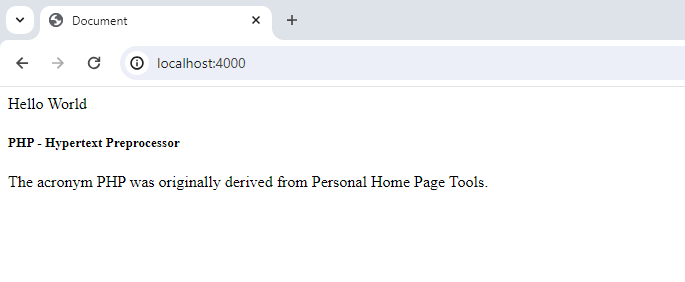 Document
localhost:4000
Hello World
PHP - Hypertext Preprocessor
The acronym PHP was originally derived from Personal Home Page Tools.